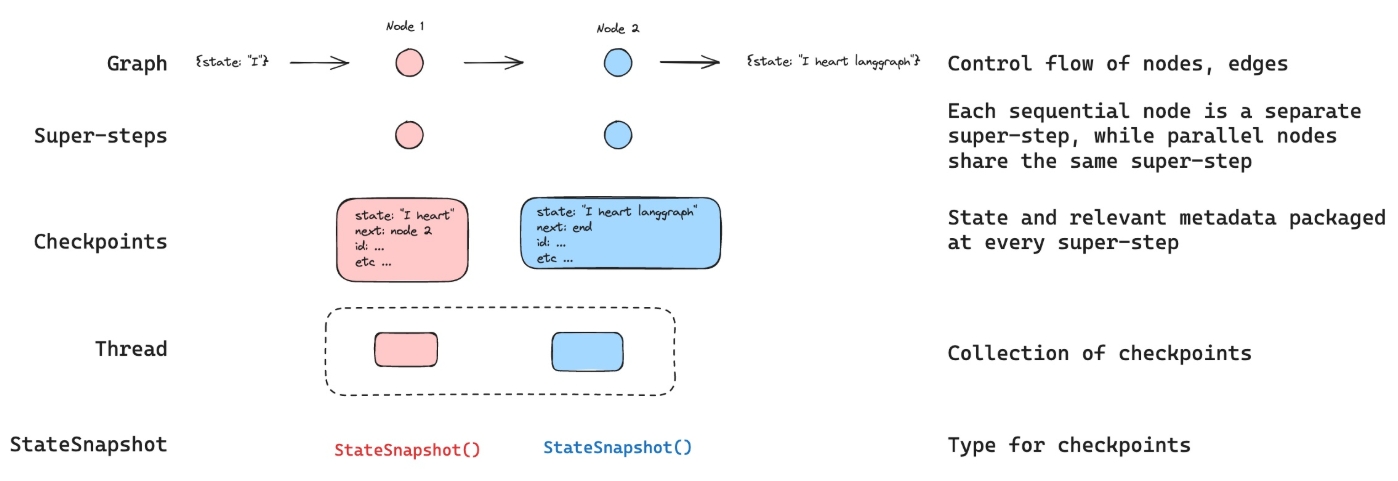 Node 1
Node 2
Graph
{state: "I"}
{state: "I heart langgraph"}
Control flow of nodes, edges
Super-steps
Each sequential node is a separate
super-step, while parallel nodes
share the same super-step
Checkpoints
state: "I heart"
next: node 2
id: ...
etc ...
state: "I heart langgraph"
next: end
id: ...
etc ...
State and relevant metadata packaged
at every super-step
Thread
Collection of checkpoints
StateSnapshot
StateSnapshot()
StateSnapshot()
Type for checkpoints